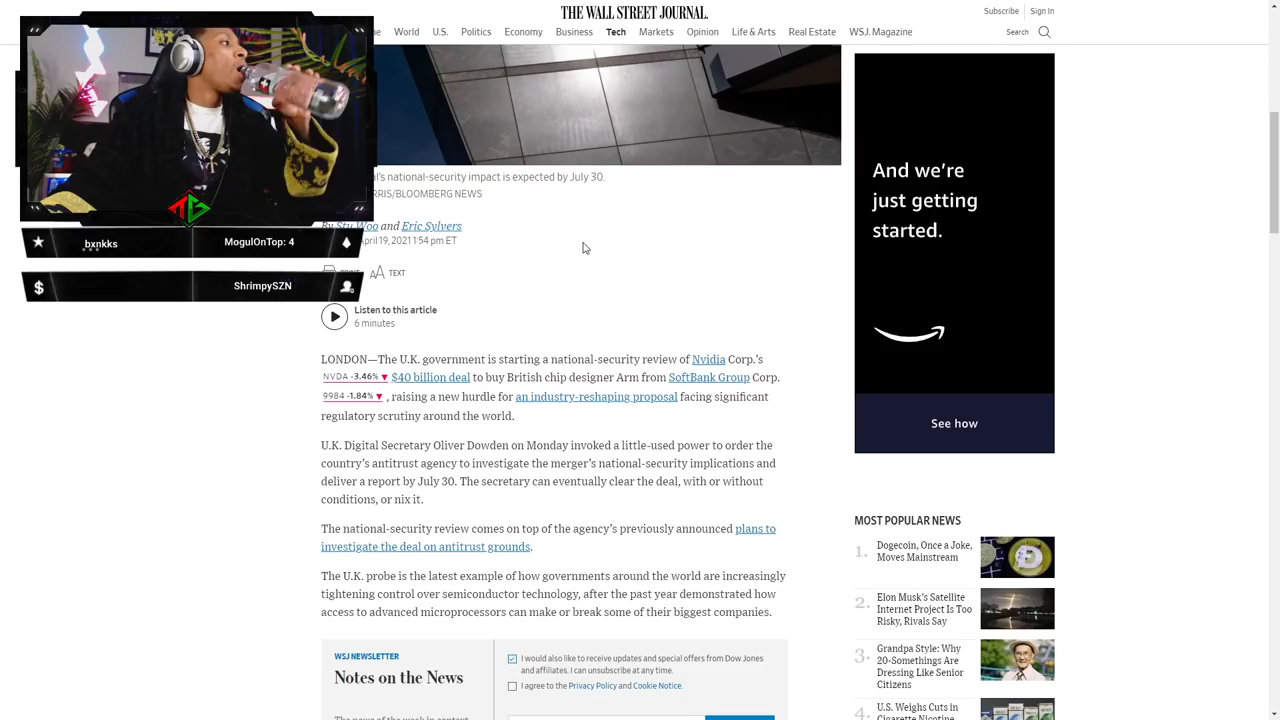 THE WALL STREET JOURNAL.
Subscribe
Sign In
World
U.S.
Politics
Economy
Business
Tech
Markets
Opinion
Life & Arts
Real Estate
WSJ. Magazine
Search
bxnkks
MogulOnTop: 4
$
ShrimpySZN
national-security impact is expected by July 30.
BLOOMBERG NEWS
By Stu Woo and Eric Sylvers
April 19, 2021 1:54 pm ET
AA TEXT
Listen to this article
6 minutes
LONDON—The U.K. government is starting a national-security review of Nvidia Corp.'s
NVDA -3.46% ▼ $40 billion deal to buy British chip designer Arm from SoftBank Group Corp.
9984 -1.84% ▼ , raising a new hurdle for an industry-reshaping proposal facing significant
regulatory scrutiny around the world.
U.K. Digital Secretary Oliver Dowden on Monday invoked a little-used power to order the
country's antitrust agency to investigate the merger's national-security implications and
deliver a report by July 30. The secretary can eventually clear the deal, with or without
conditions, or nix it.
The national-security review comes on top of the agency's previously announced plans to
investigate the deal on antitrust grounds.
The U.K. probe is the latest example of how governments around the world are increasingly
tightening control over semiconductor technology, after the past year demonstrated how
access to advanced microprocessors can make or break some of their biggest companies.
WSJ NEWSLETTER
Notes on the News
I would also like to receive updates and special offers from Dow Jones
and affiliates. I can unsubscribe at any time.
I agree to the Privacy Policy and Cookie Notice.
And we're
just getting
started.
See how
MOST POPULAR NEWS
1.
Dogecoin, Once a Joke,
Moves Mainstream
2.
Elon Musk's Satellite
Internet Project Is Too
Risky, Rivals Say
3.
Grandpa Style: Why
20-Somethings Are
Dressing Like Senior
Citizens
4.
U.S. Weighs Cuts in
Cigarette Nicotine